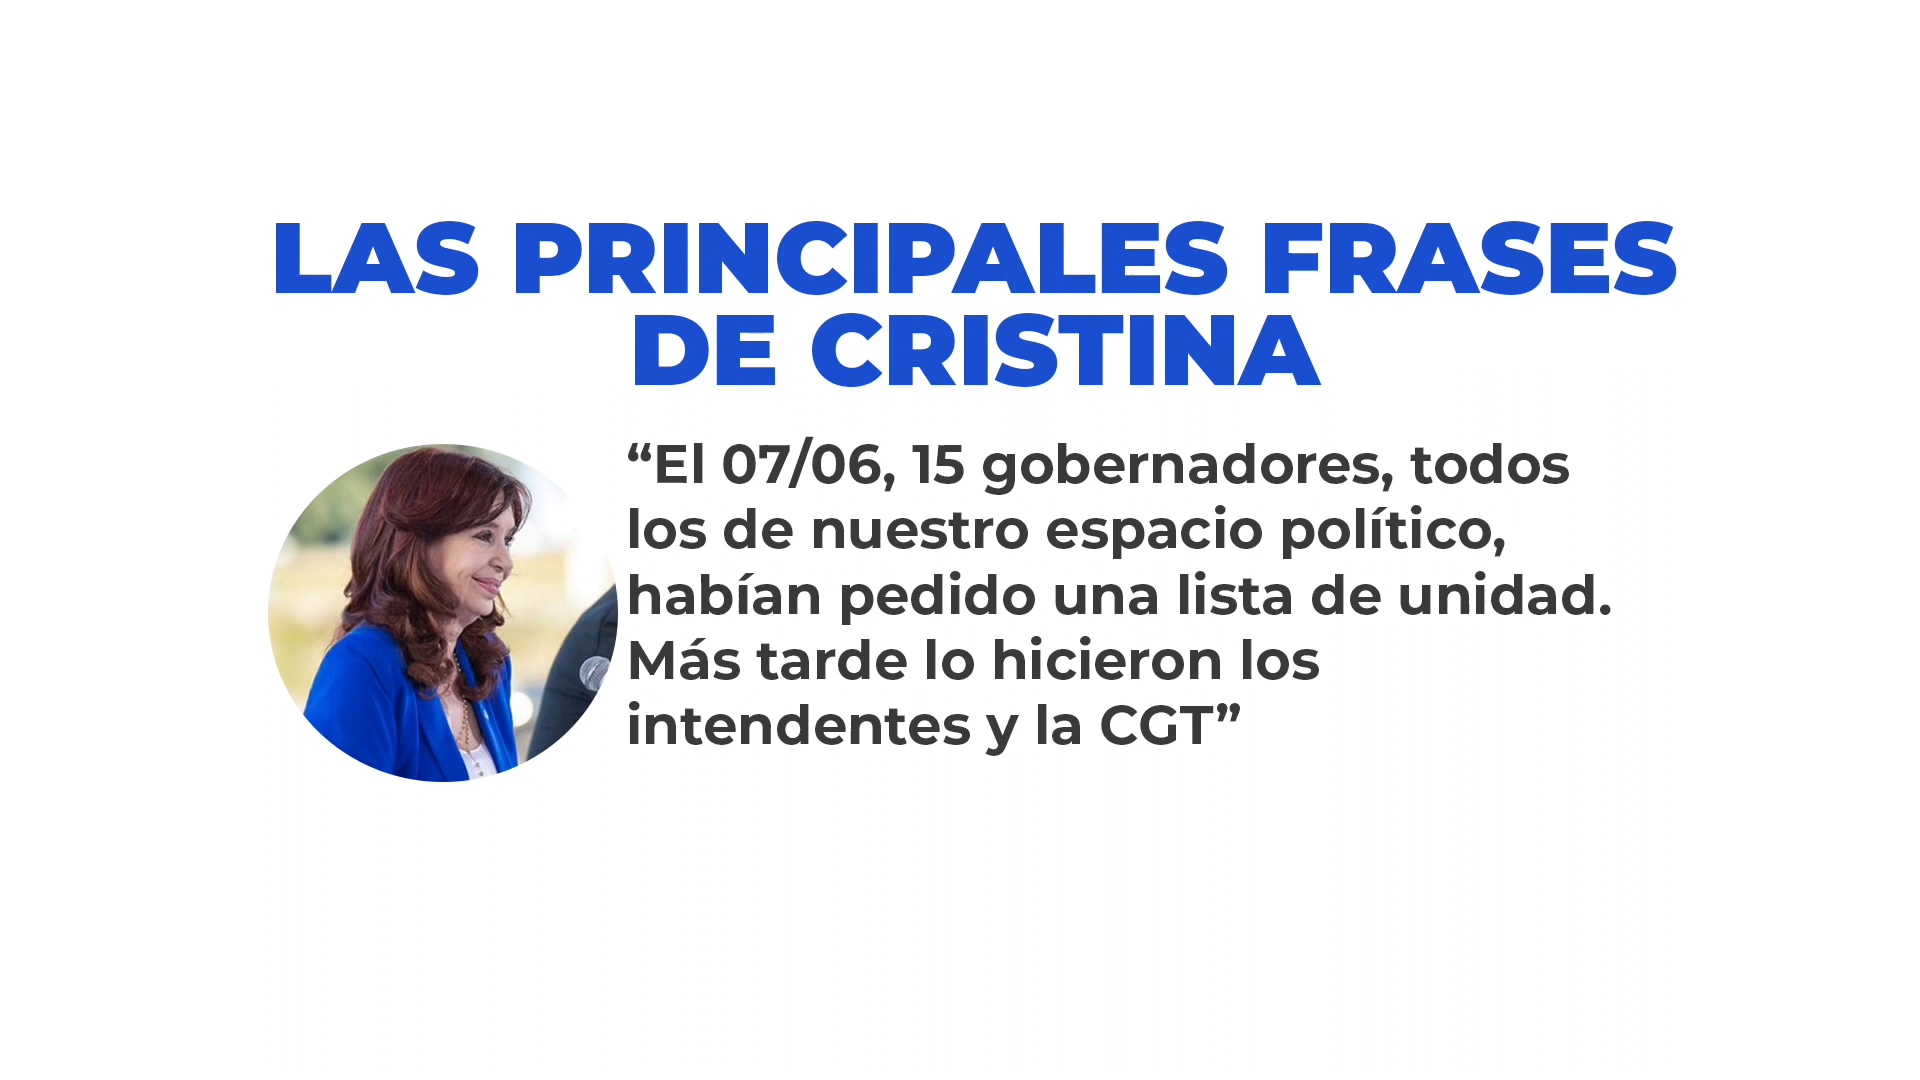 LAS PRINCIPALES FRASES
DE CRISTINA
“El 07/06, 15 gobernadores, todos
los de nuestro espacio político,
habían pedido una lista de unidad.
Más tarde lo hicieron los
intendentes y la CGT”